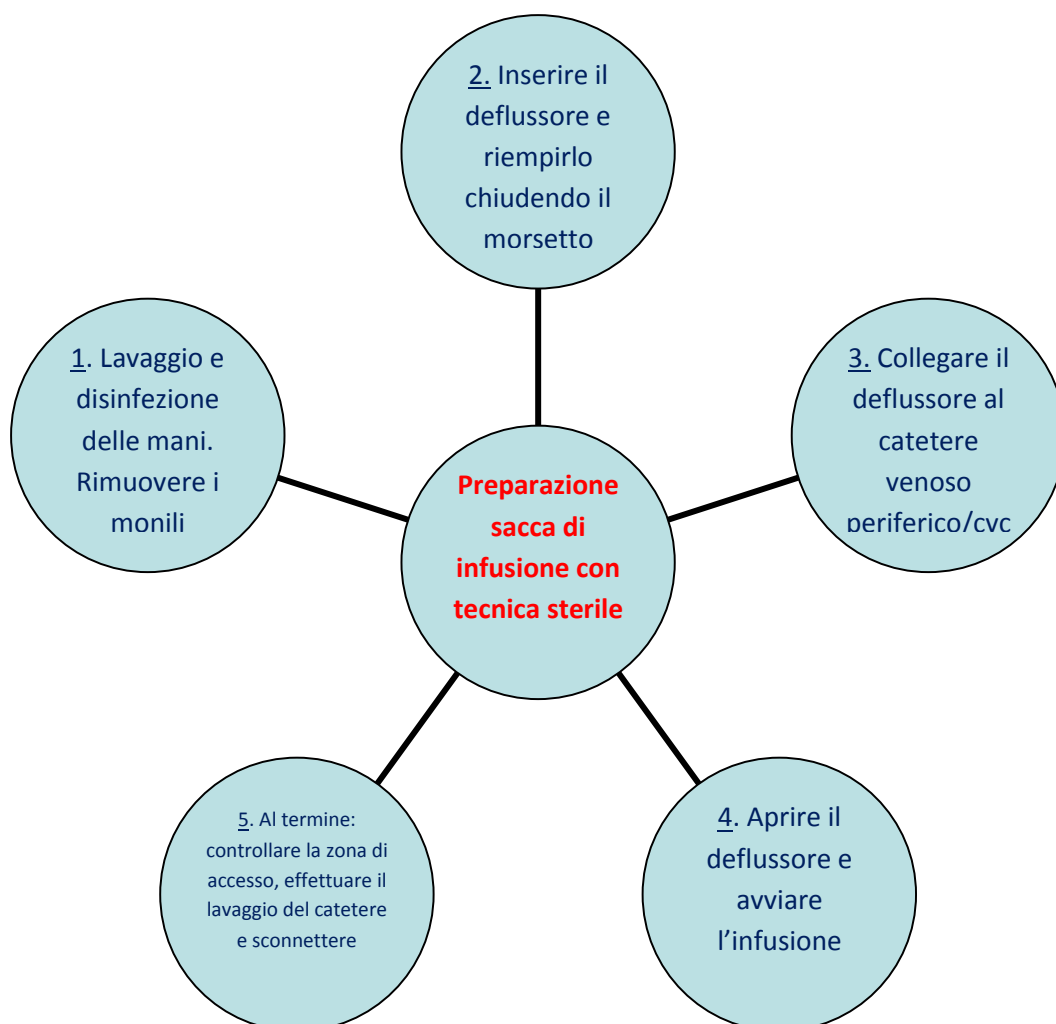 Preparazione
sacca di
infusione con
tecnica sterile
1. Lavaggio e
disinfezione
delle mani.
Rimuovere i
monili
2. Inserire il
deflussore e
riempirlo
chiudendo il
morsetto
3. Collegare il
deflussore al
catetere
venoso
periferico/cvc
4. Aprire il
deflussore e
avviare
l’infusione
5. Al termine:
controllare la zona di
accesso, effettuare il
lavaggio del catetere
e sconnettere